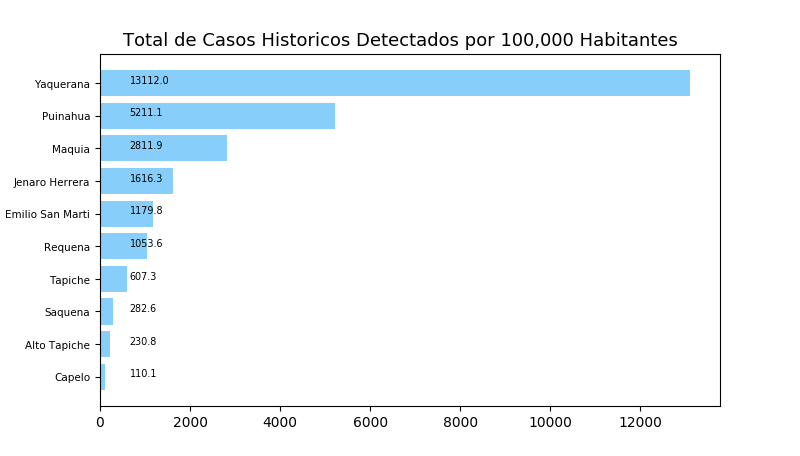 Total de Casos Historicos Detectados por 100,000 Habitantes
Yaquerana 13112.0
Puinahua 5211.1
Maquia 2811.9
Jenaro Herrera 1616.3
Emilio San Marti 1179.8
Requena 1053.6
Tapiche 607.3
Saquena 282.6
Alto Tapiche 230.8
Capelo 110.1
0 2000 4000 6000 8000 10000 12000